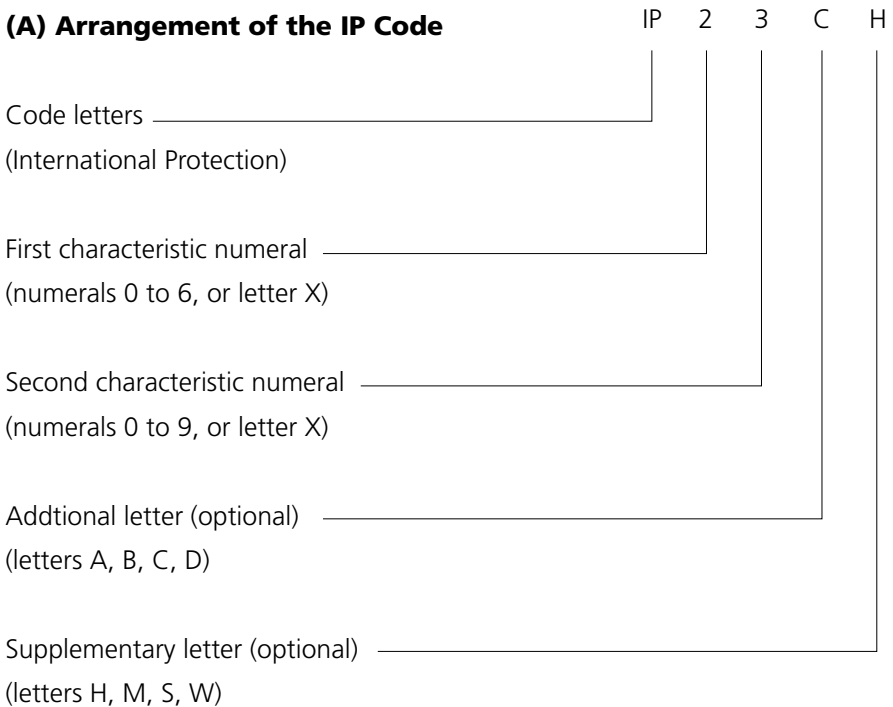 (A) Arrangement of the IP Code IP 2 3 C H
Code letters
(International Protection)
First characteristic numeral
(numerals 0 to 6, or letter X)
Second characteristic numeral
(numerals 0 to 9, or letter X)
Addtional letter (optional)
(letters A, B, C, D)
Supplementary letter (optional)
(letters H, M, S, W)